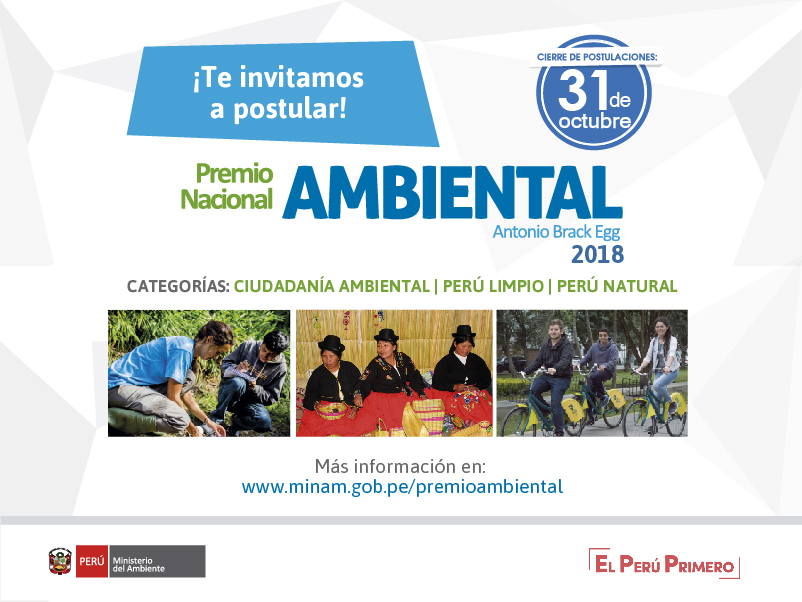 ¡Te invitamos
a postular!
CIERRE DE POSTULACIONES:
31 de
octubre
Premio
Nacional
AMBIENTAL
Antonio Brack Egg
2018
CATEGORÍAS: CIUDADANÍA AMBIENTAL | PERÚ LIMPIO | PERÚ NATURAL
Más información en:
www.minam.gob.pe/premioambiental
PERÚ
Ministerio
del Ambiente
EL PERÚ PRIMERO